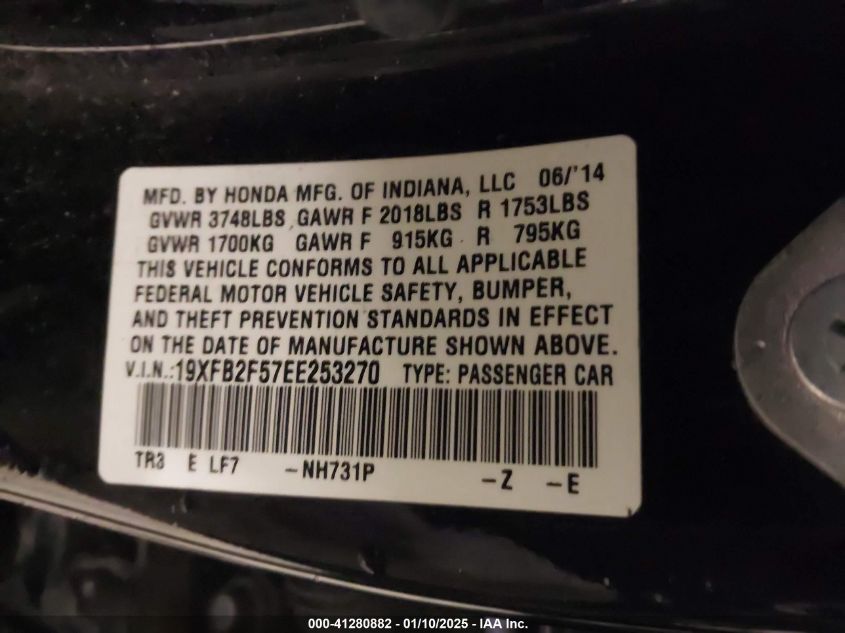 MFD. BY HONDA MFG. OF INDIANA, LLC 06/'14
GVWR 3748LBS GAWR F 2018LBS R 1753LBS
GVWR 1700KG GAWR F 915KG R 795KG
THIS VEHICLE CONFORMS TO ALL APPLICABLE
FEDERAL MOTOR VEHICLE SAFETY, BUMPER,
AND THEFT PREVENTION STANDARDS IN EFFECT
ON THE DATE OF MANUFACTURE SHOWN ABOVE.
V.I.N.:19XFB2F57EE253270 TYPE: PASSENGER CAR
TR3 E LF7 -NH731P -Z -E
000-41280882 - 01/10/2025 - IAA Inc.